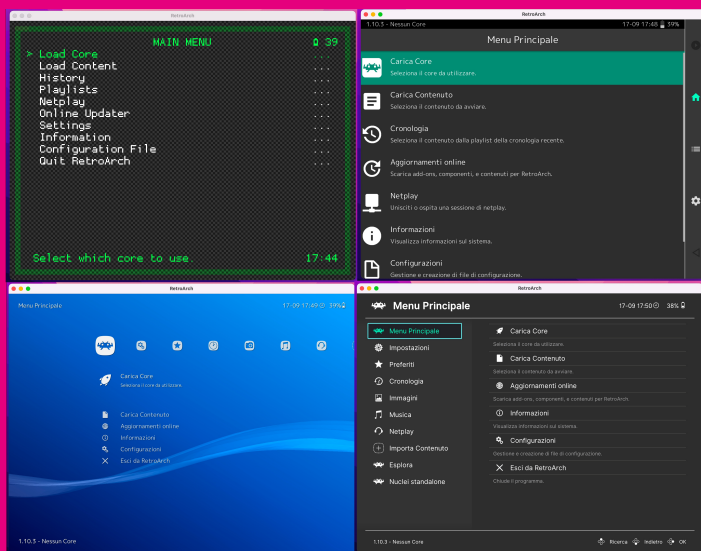 RetroArch
MAIN MENU 39
> Load Core ...
Load Content ...
History ...
Playlists ...
Netplay ...
Online Updater ...
Settings ...
Information ...
Configuration File ...
Quit RetroArch ...
Select which core to use. 17:44
RetroArch
1.10.3 - Nessun Core 17-09 17:48 39%
Menu Principale
Carica Core
Seleziona il core da utilizzare.
Carica Contenuto
Seleziona il contenuto da avviare.
Cronologia
Seleziona il contenuto dalla playlist della cronologia recente.
Aggiornamenti online
Scarica add-ons, componenti, e contenuti per RetroArch.
Netplay
Unisciti o ospita una sessione di netplay.
Informazioni
Visualizza informazioni sul sistema.
Configurazioni
Gestione e creazione di file di configurazione.
RetroArch
Menu Principale 17-09 17:49 39%
Carica Core
Seleziona il core da utilizzare.
Carica Contenuto
Aggiornamenti online
Informazioni
Configurazioni
Esci da RetroArch
1.10.3 - Nessun Core
RetroArch
Menu Principale 17-09 17:50 38%
Menu Principale
Impostazioni
Preferiti
Cronologia
Immagini
Musica
Netplay
Importa Contenuto
Esplora
Nuclei standalone
Carica Core
Seleziona il core da utilizzare.
Carica Contenuto
Seleziona il contenuto da avviare.
Aggiornamenti online
Scarica add-ons, componenti, e contenuti per RetroArch.
Informazioni
Visualizza informazioni sul sistema.
Configurazioni
Gestione e creazione di file di configurazione.
Esci da RetroArch
Chiude il programma.
1.10.3 - Nessun Core Ricerca Indietro OK